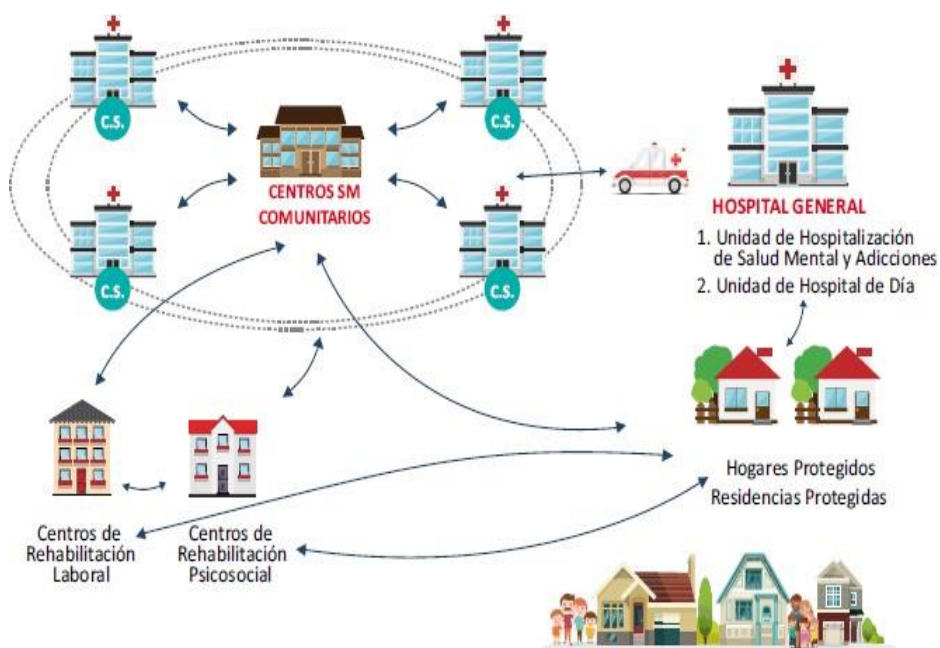 C.S.
C.S.
CENTROS SM
COMUNITARIOS
C.S.
C.S.
HOSPITAL GENERAL
1. Unidad de Hospitalización
de Salud Mental y Adicciones
2. Unidad de Hospital de Día
Hogares Protegidos
Residencias Protegidas
Centros de
Rehabilitación
Laboral
Centros de
Rehabilitación
Psicosocial